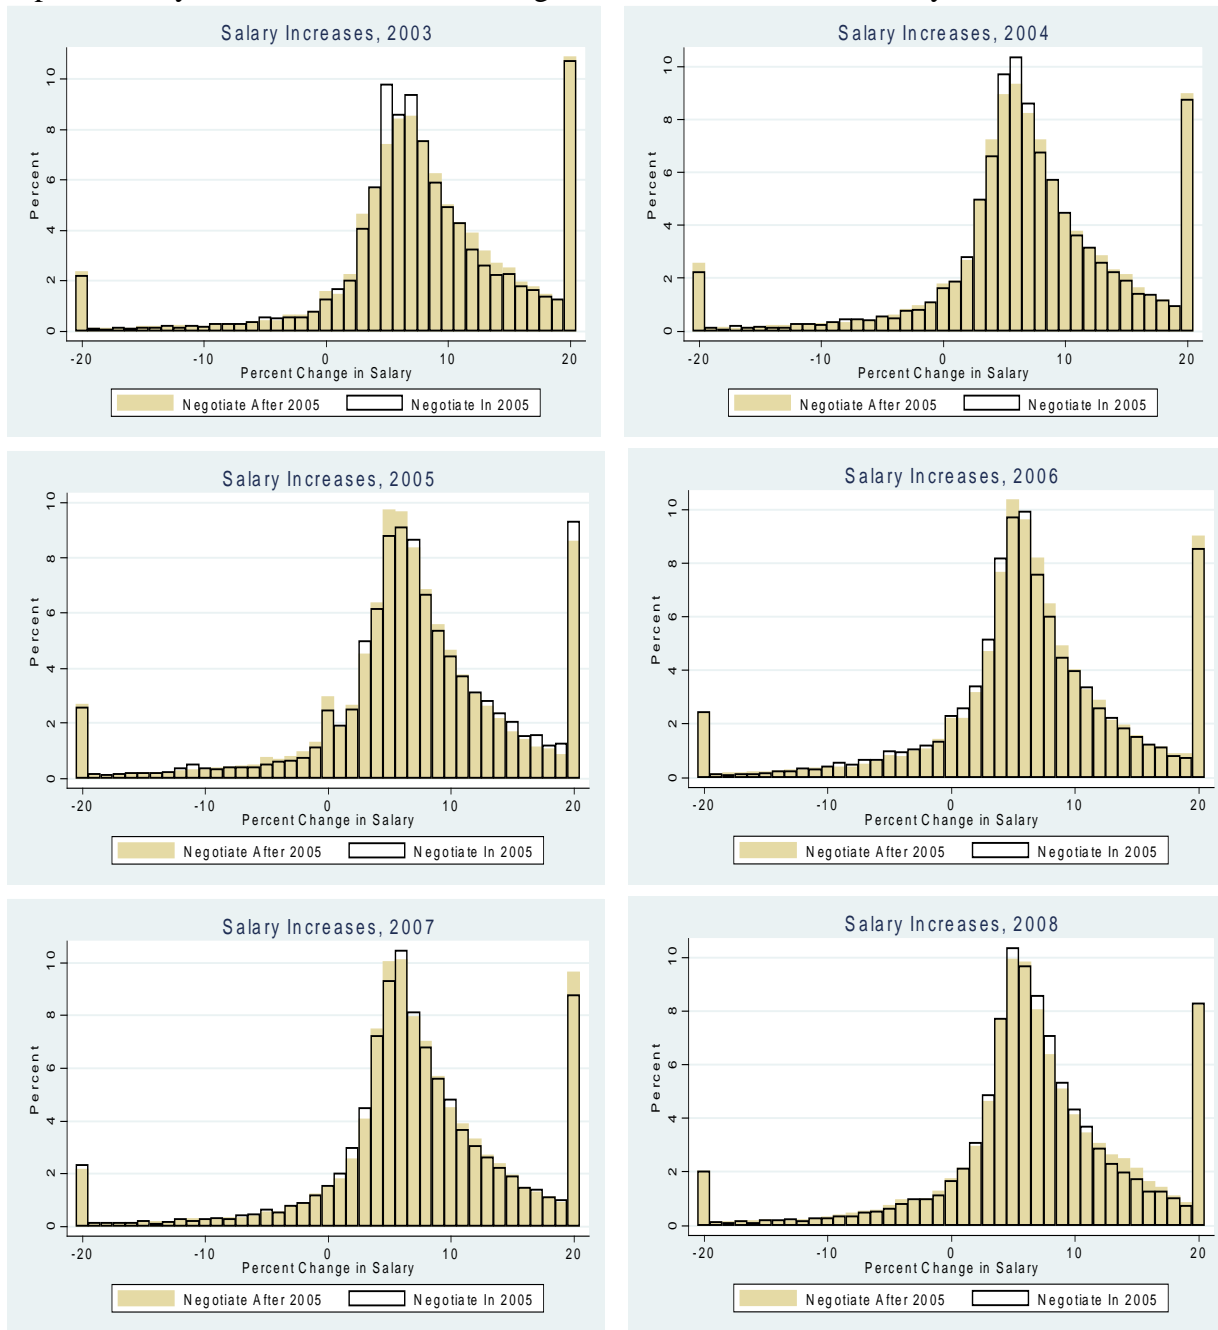 Salary Increases, 2003
Percent
10
8
6
4
2
0
-20 -10 0 10 20
Percent Change in Salary
Negotiate After 2005 Negotiate In 2005
Salary Increases, 2004
Percent
10
8
6
4
2
0
-20 -10 0 10 20
Percent Change in Salary
Negotiate After 2005 Negotiate In 2005
Salary Increases, 2005
Percent
10
8
6
4
2
0
-20 -10 0 10 20
Percent Change in Salary
Negotiate After 2005 Negotiate In 2005
Salary Increases, 2006
Percent
10
8
6
4
2
0
-20 -10 0 10 20
Percent Change in Salary
Negotiate After 2005 Negotiate In 2005
Salary Increases, 2007
Percent
10
8
6
4
2
0
-20 -10 0 10 20
Percent Change in Salary
Negotiate After 2005 Negotiate In 2005
Salary Increases, 2008
Percent
10
8
6
4
2
0
-20 -10 0 10 20
Percent Change in Salary
Negotiate After 2005 Negotiate In 2005